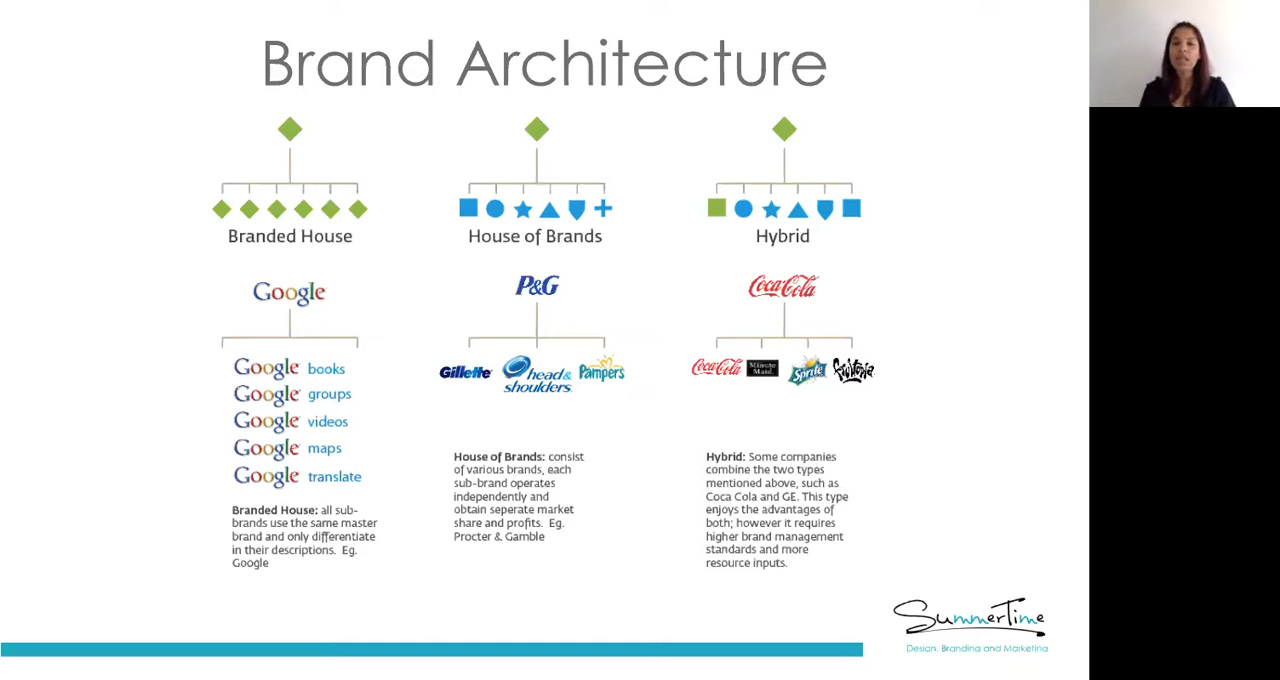 Brand Architecture
Branded House
House of Brands
Hybrid
Google
P&G
Coca-Cola
Google books
Google groups
Google videos
Google maps
Google translate
Gillette
head&
shoulders
Pampers
Coca-Cola
Minute
Maid
Sprite
Fruitopia
Branded House: all sub-
brands use the same master
brand and only differentiate
in their descriptions. Eg.
Google
House of Brands: consist
of various brands, each
sub-brand operates
independently and
obtain seperate market
share and profits. Eg.
Procter & Gamble
Hybrid: Some companies
combine the two types
mentioned above, such as
Coca Cola and GE. This type
enjoys the advantages of
both; however it requires
higher brand management
standards and more
resource inputs.
SummerTime
Design, Branding and Marketing